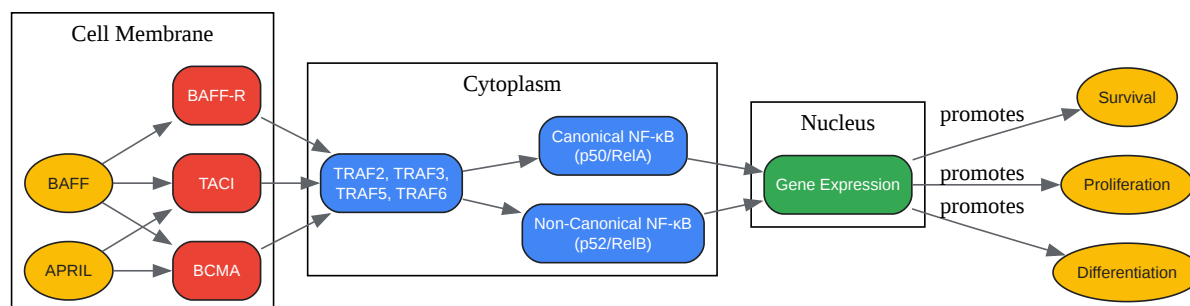 Cell Membrane
BAFF-R
BAFF
TACI
APRIL
BCMA
Cytoplasm
TRAF2, TRAF3,
TRAF5, TRAF6
Canonical NF-κB
(p50/RelA)
Non-Canonical NF-κB
(p52/RelB)
Nucleus
Gene Expression
promotes
Survival
promotes
Proliferation
promotes
Differentiation